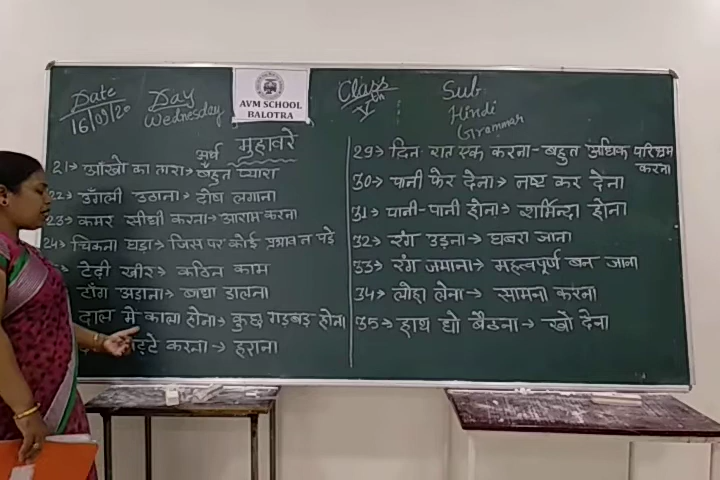 Date
16/09/20
Day
Wednesday
AVM SCHOOL
BALOTRA
Class
Vth
Sub
Hindi
Grammar
अर्थ मुहावरे
21→ आँखो का तारा→ बहुत प्यारा
22→ उँगली उठाना→ दोष लगाना
23→ कमर सीधी करना→ आराम करना
24→ चिकना घड़ा→ जिस पर कोई प्रभाव न पड़े
→ टेढ़ी खीर→ कठिन काम
टाँग अड़ाना→ बाधा डालना
दाल में काला होना→ कुछ गड़बड़ होना
करना→ हराना
29→ दिन रात एक करना- बहुत अधिक परिश्रम
करना
30→ पानी फेर देना→ नष्ट कर देना
31→ पानी-पानी होना→ शर्मिन्दा होना
32→ रंग उड़ना→ घबरा जाना
33→ रंग जमाना→ महत्वपूर्ण बन जाना
34→ लोहा लेना→ सामना करना
35→ हाथ धो बैठना→ खो देना